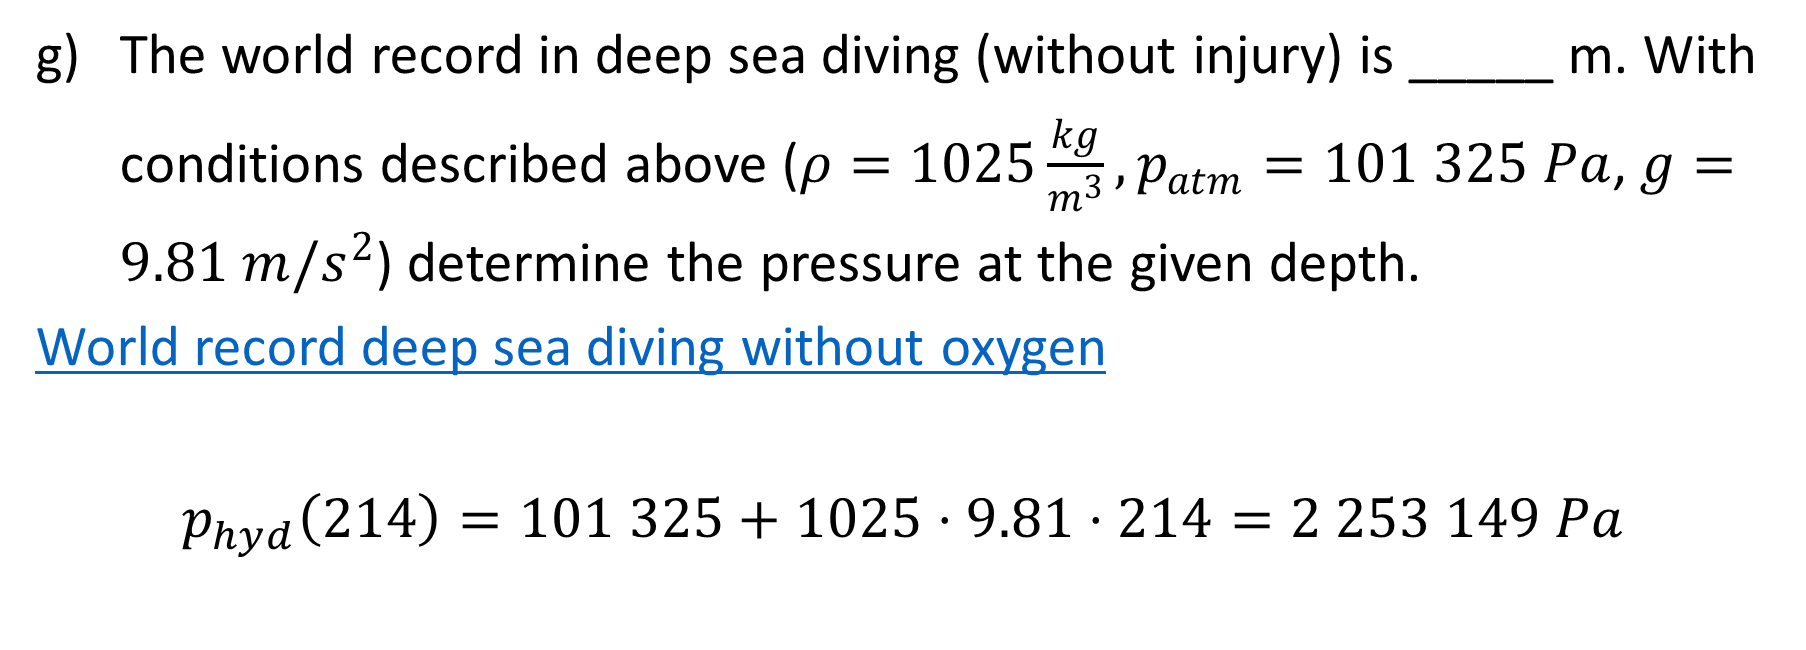 g) The world record in deep sea diving (without injury) is _____ m. With
conditions described above (ρ = 1025 kg/m³, p_atm = 101 325 Pa, g =
9.81 m/s²) determine the pressure at the given depth.
World record deep sea diving without oxygen
p_hyd(214) = 101 325 + 1025 · 9.81 · 214 = 2 253 149 Pa